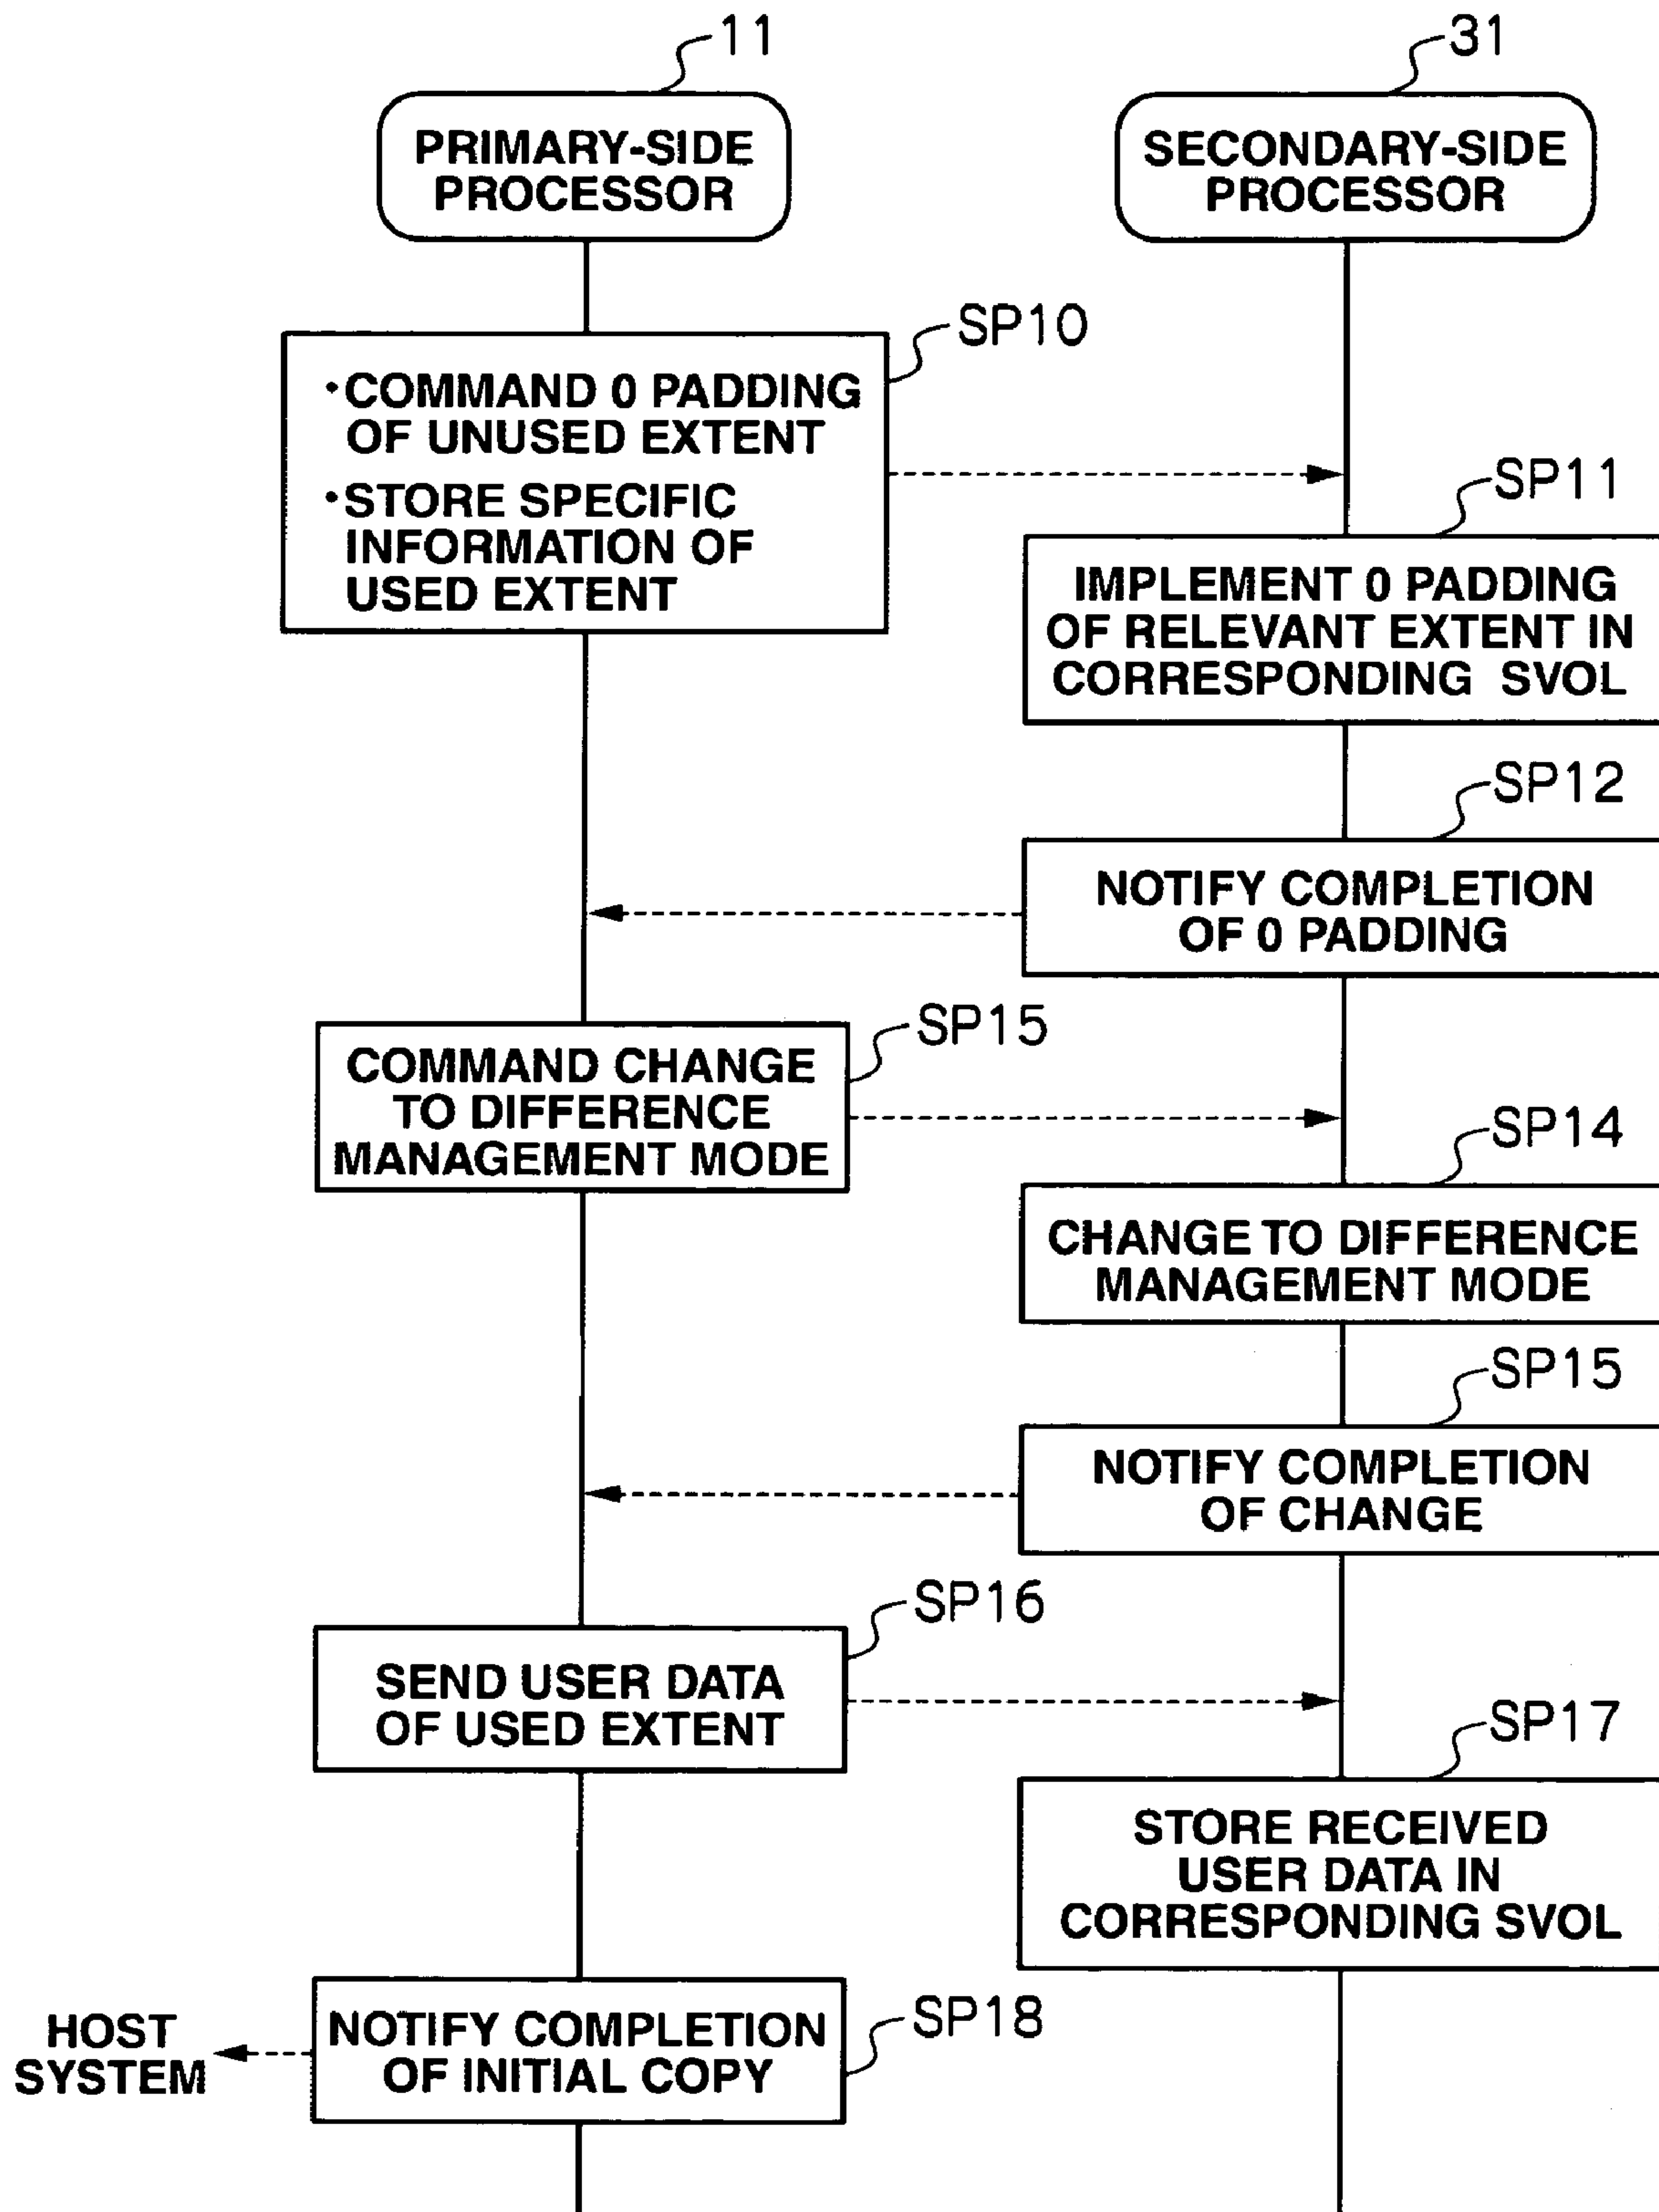 11
31
PRIMARY-SIDE
PROCESSOR
SECONDARY-SIDE
PROCESSOR
SP10
・COMMAND 0 PADDING
OF UNUSED EXTENT
・STORE SPECIFIC
INFORMATION OF
USED EXTENT
SP11
IMPLEMENT 0 PADDING
OF RELEVANT EXTENT IN
CORRESPONDING SVOL
SP12
NOTIFY COMPLETION
OF 0 PADDING
SP15
COMMAND CHANGE
TO DIFFERENCE
MANAGEMENT MODE
SP14
CHANGE TO DIFFERENCE
MANAGEMENT MODE
SP15
NOTIFY COMPLETION
OF CHANGE
SP16
SEND USER DATA
OF USED EXTENT
SP17
STORE RECEIVED
USER DATA IN
CORRESPONDING SVOL
SP18
NOTIFY COMPLETION
OF INITIAL COPY
HOST
SYSTEM